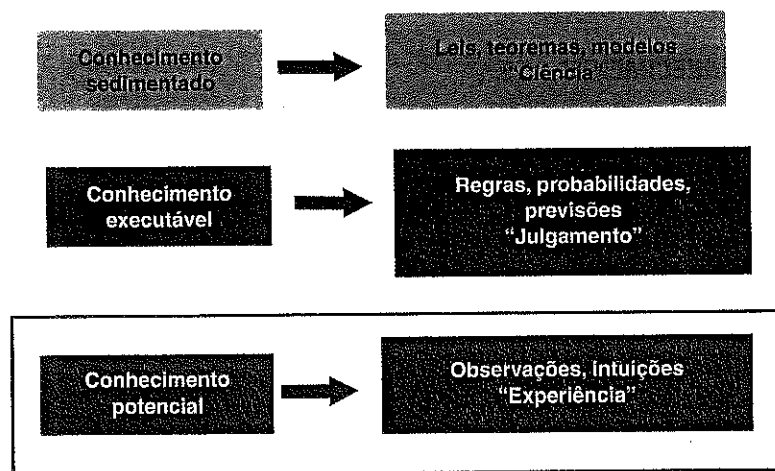 Conhecimento
sedimentado
Leis, teoremas, modelos
"Ciência"
Conhecimento
executável
Regras, probabilidades,
previsões
"Julgamento"
Conhecimento
potencial
Observações, intuições
"Experiência"